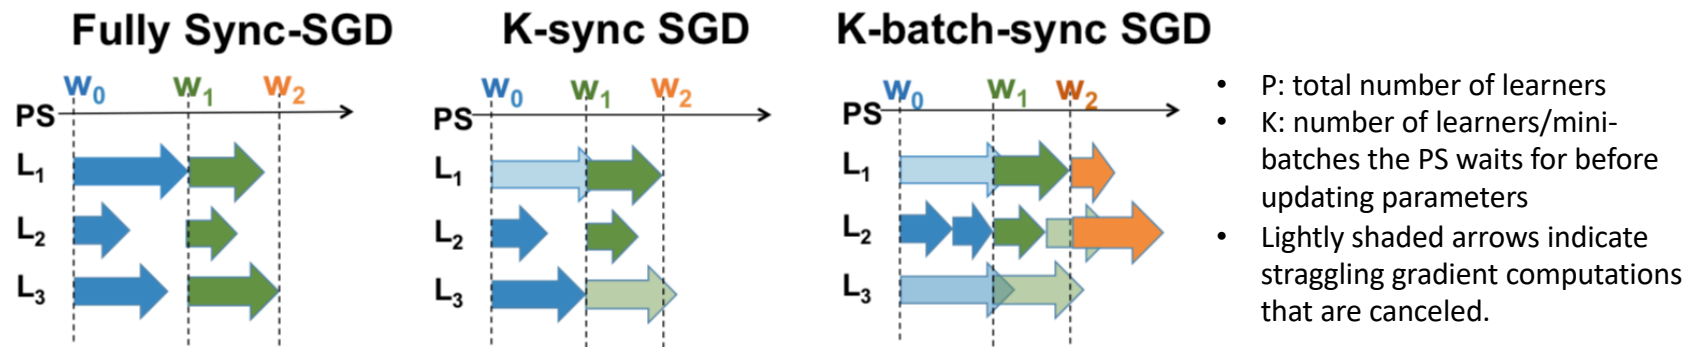 Fully Sync-SGD
w0 w1 w2
PS
L1
L2
L3
K-sync SGD
w0 w1 w2
PS
L1
L2
L3
K-batch-sync SGD
w0 w1 w2
PS
L1
L2
L3
• P: total number of learners
• K: number of learners/mini-
batches the PS waits for before
updating parameters
• Lightly shaded arrows indicate
straggling gradient computations
that are canceled.